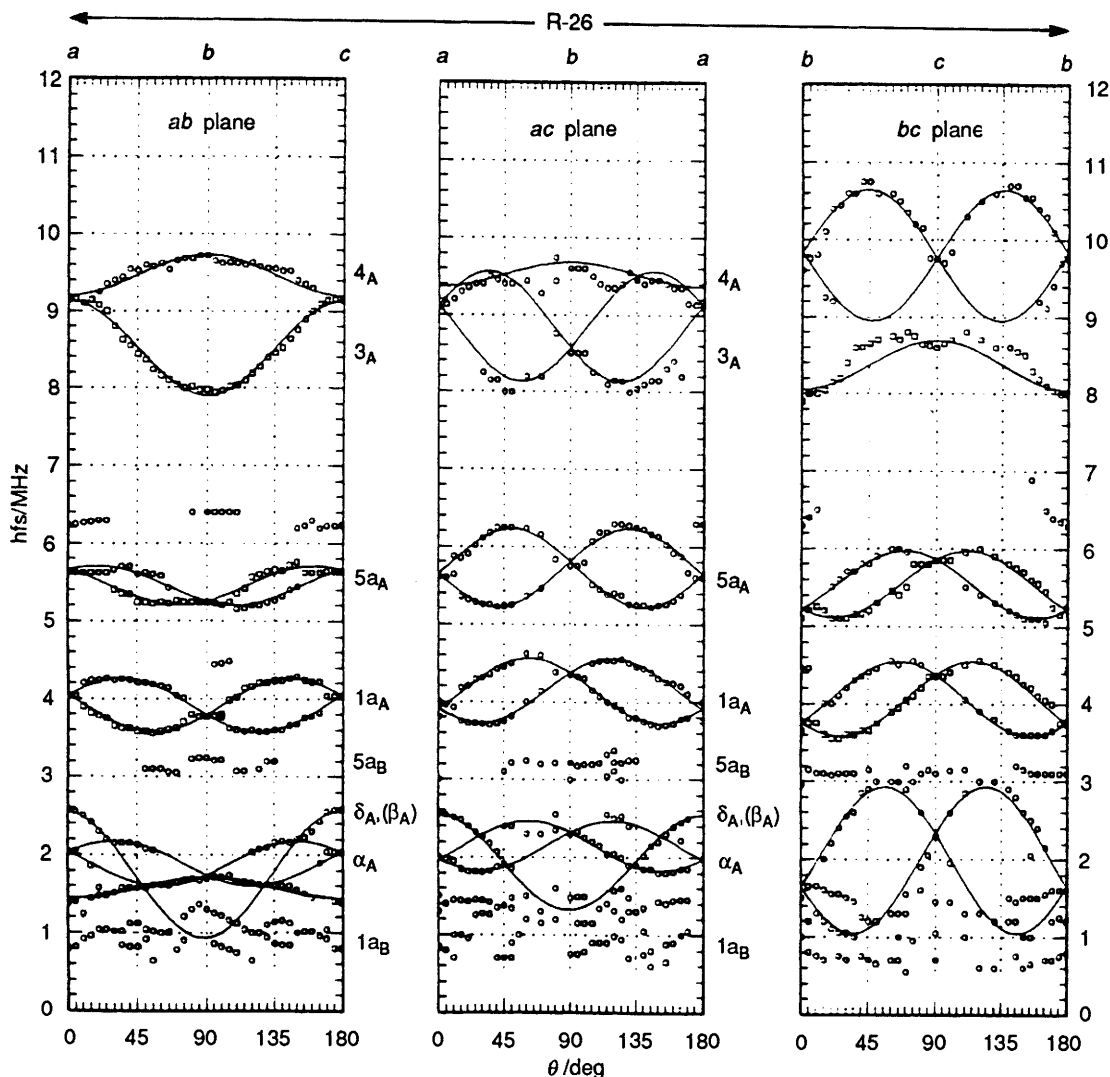 R-26
a b c a b a b c b
12 ab plane ac plane bc plane 12
11 11
10 10
4A 4A
9 9
3A 3A
8 8
7 7
hfs/MHz
6 6
5aA 5aA
5 5
4 1aA 1aA 4
5aB 5aB
3 3
δA,(βA) δA,(βA)
2 αA αA 2
1 1aB 1aB 1
0 0
0 45 90 135 180 0 45 90 135 180 0 45 90 135 180
θ/deg